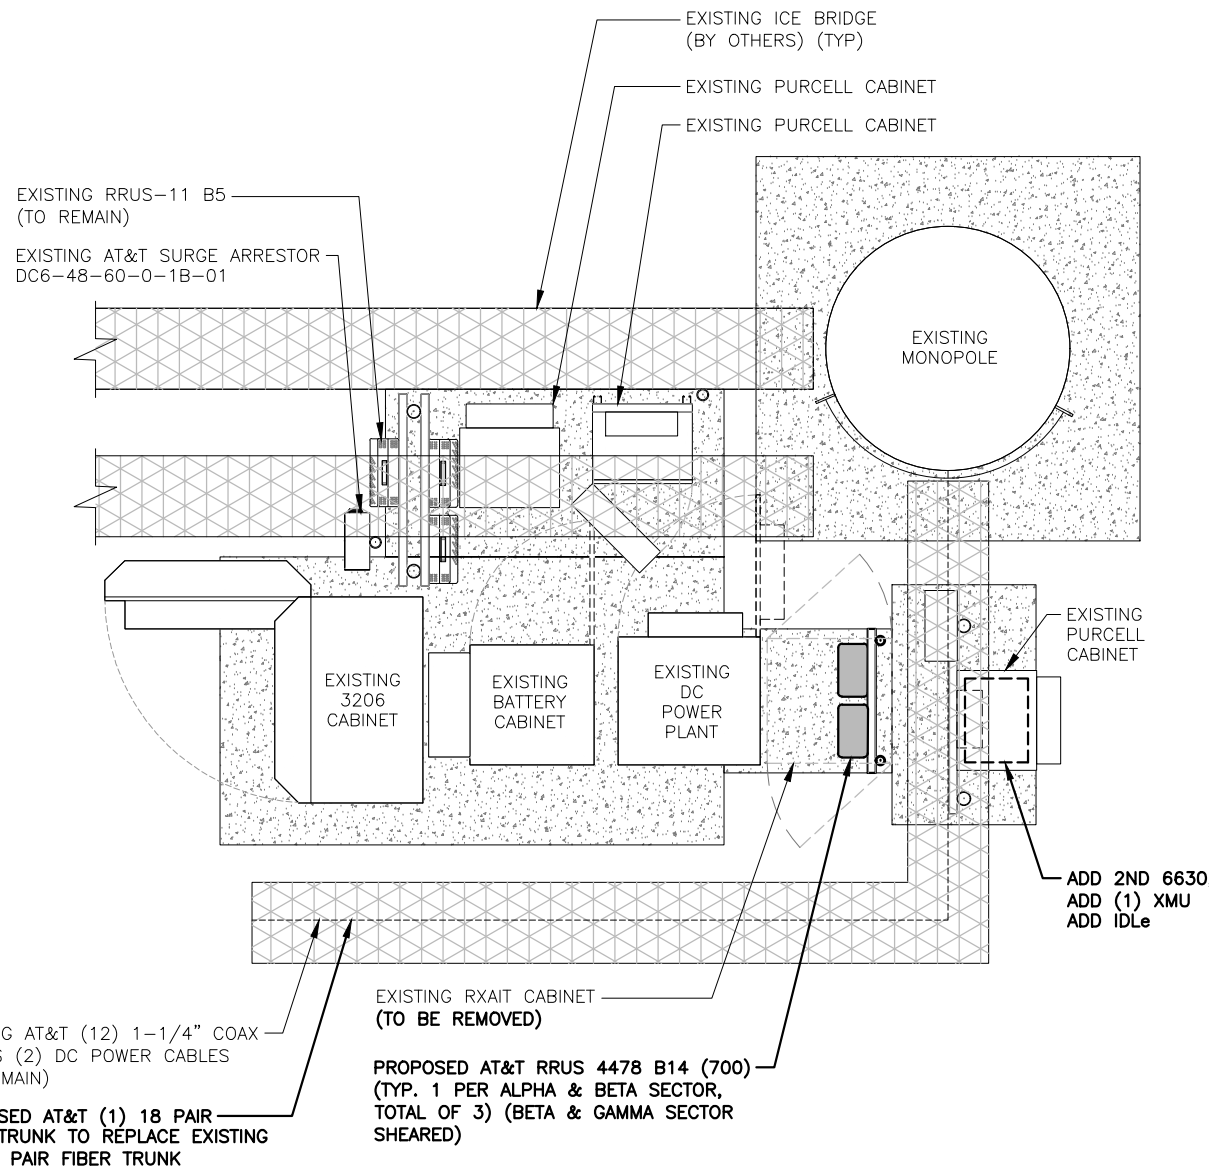 EXISTING ICE BRIDGE
(BY OTHERS) (TYP)
EXISTING PURCELL CABINET
EXISTING PURCELL CABINET
EXISTING RRUS-11 B5
(TO REMAIN)
EXISTING AT&T SURGE ARRESTOR
DC6-48-60-0-1B-01
EXISTING
MONOPOLE
EXISTING
PURCELL
CABINET
EXISTING
3206
CABINET
EXISTING
BATTERY
CABINET
EXISTING
DC
POWER
PLANT
ADD 2ND 6630
ADD (1) XMU
ADD IDLe
EXISTING RXAIT CABINET
(TO BE REMOVED)
G AT&T (12) 1-1/4" COAX
S (2) DC POWER CABLES
MAIN)
PROPOSED AT&T RRUS 4478 B14 (700)
(TYP. 1 PER ALPHA & BETA SECTOR,
TOTAL OF 3) (BETA & GAMMA SECTOR
SHEARED)
SED AT&T (1) 18 PAIR
TRUNK TO REPLACE EXISTING
PAIR FIBER TRUNK